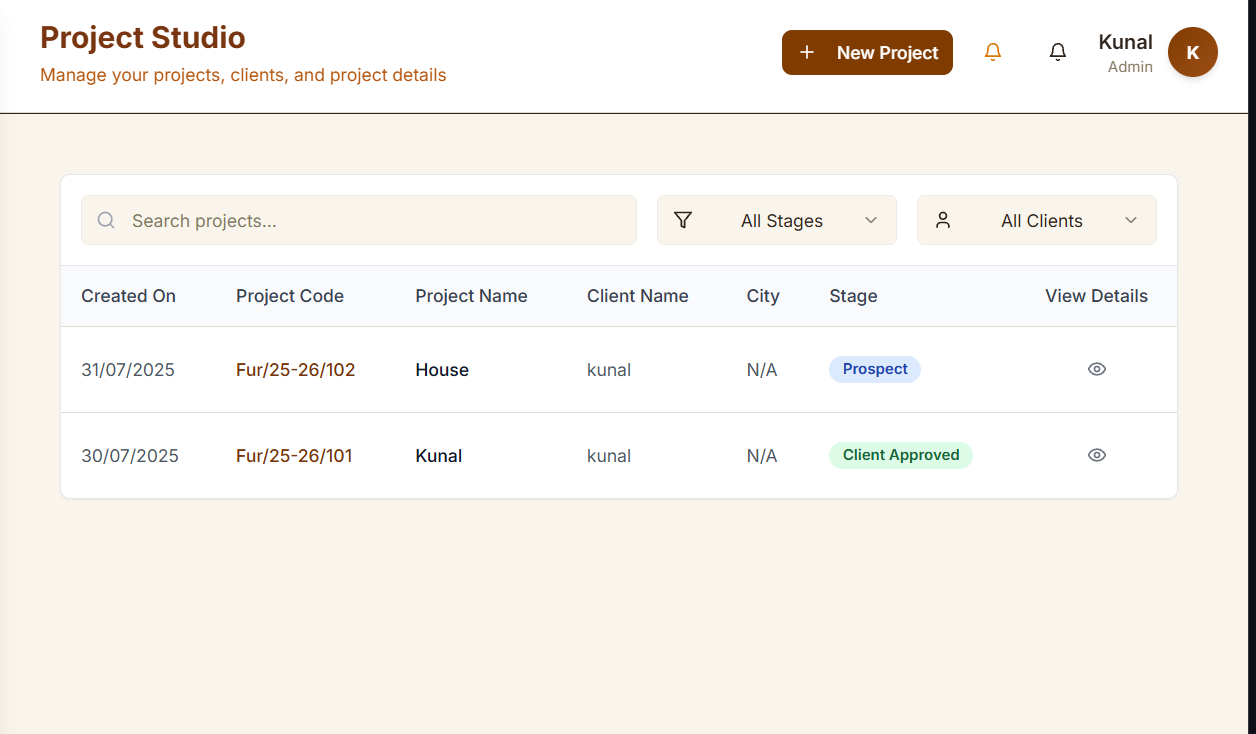 Project Studio
Manage your projects, clients, and project details
+ New Project
Kunal
Admin
K
Search projects...
All Stages
All Clients
Created On Project Code Project Name Client Name City Stage View Details
31/07/2025 Fur/25-26/102 House kunal N/A Prospect
30/07/2025 Fur/25-26/101 Kunal kunal N/A Client Approved